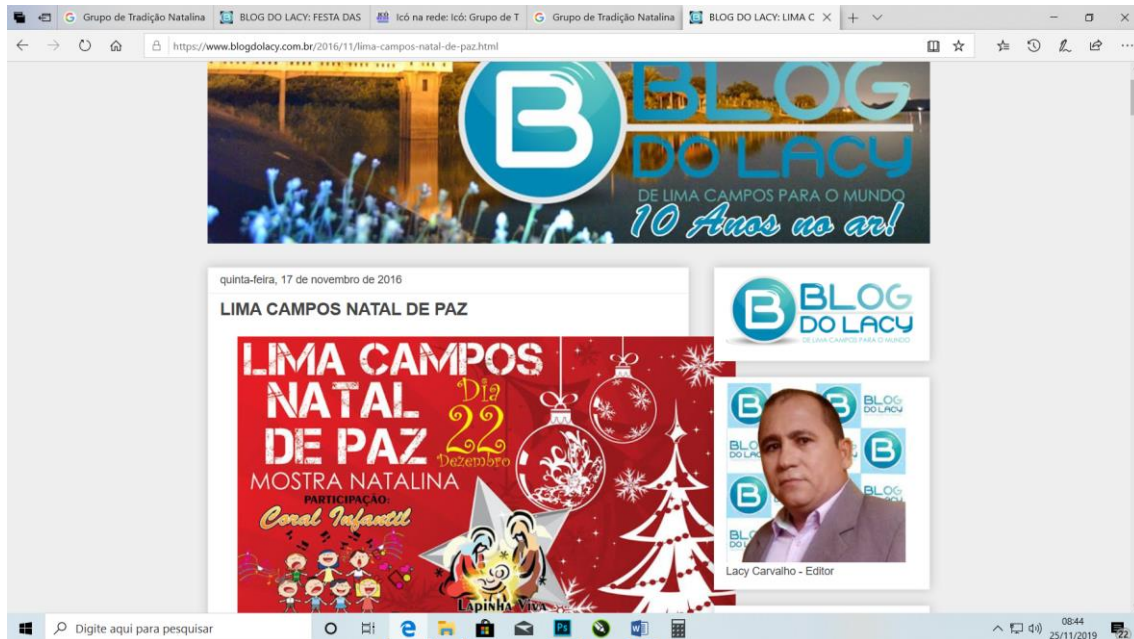 Grupo de Tradição Natalina
BLOG DO LACY: FESTA DAS
Icó na rede: Icó: Grupo de T
Grupo de Tradição Natalina
BLOG DO LACY: LIMA C
https://www.blogdolacy.com.br/2016/11/lima-campos-natal-de-paz.html
B BLOG
DO LACY
DE LIMA CAMPOS PARA O MUNDO
10 Anos no ar!
quinta-feira, 17 de novembro de 2016
LIMA CAMPOS NATAL DE PAZ
LIMA CAMPOS
NATAL
DE PAZ
Dia
22
Dezembro
MOSTRA NATALINA
PARTICIPAÇÃO:
Coral Infantil
LAPINHA VIVA
B BLOG
DO LACY
DE LIMA CAMPOS PARA O MUNDO
B BLOG
DO LACY
Lacy Carvalho - Editor
Digite aqui para pesquisar
08:44
25/11/2019